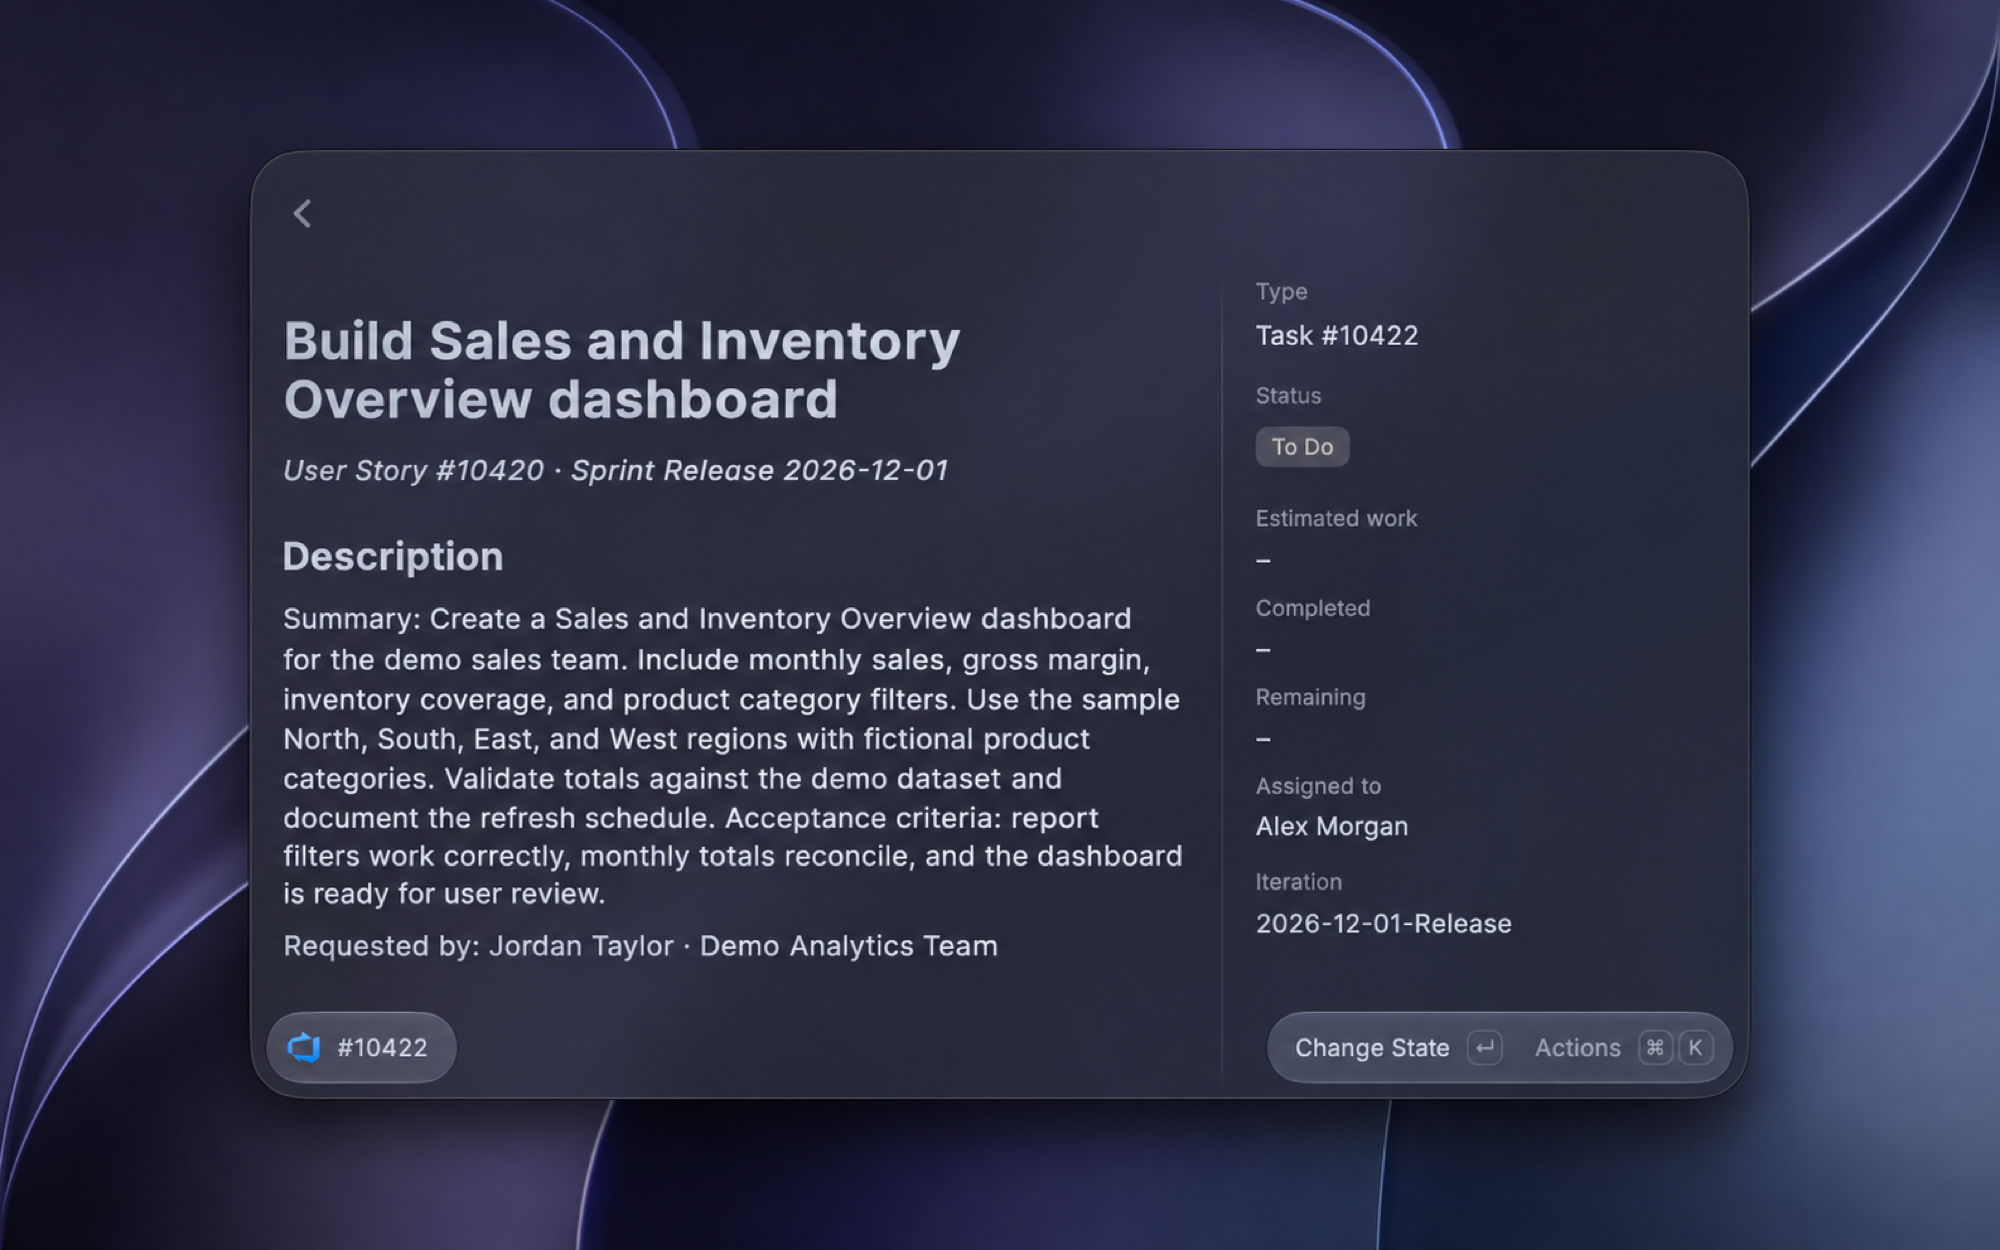 Build Sales and Inventory
Overview dashboard
User Story #10420 · Sprint Release 2026-12-01
Description
Summary: Create a Sales and Inventory Overview dashboard
for the demo sales team. Include monthly sales, gross margin,
inventory coverage, and product category filters. Use the sample
North, South, East, and West regions with fictional product
categories. Validate totals against the demo dataset and
document the refresh schedule. Acceptance criteria: report
filters work correctly, monthly totals reconcile, and the dashboard
is ready for user review.
Requested by: Jordan Taylor · Demo Analytics Team
Type
Task #10422
Status
To Do
Estimated work
–
Completed
–
Remaining
–
Assigned to
Alex Morgan
Iteration
2026-12-01-Release
#10422
Change State ↵ Actions ⌘ K